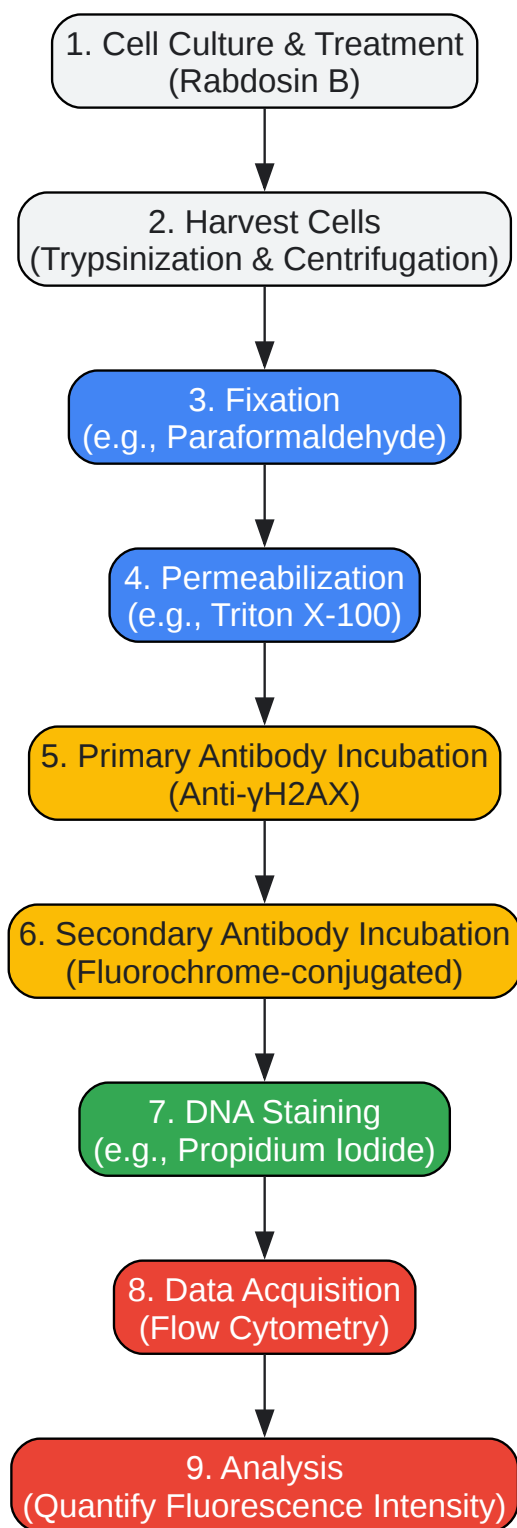 1. Cell Culture & Treatment
(Rabdosin B)
2. Harvest Cells
(Trypsinization & Centrifugation)
3. Fixation
(e.g., Paraformaldehyde)
4. Permeabilization
(e.g., Triton X-100)
5. Primary Antibody Incubation
(Anti-γH2AX)
6. Secondary Antibody Incubation
(Fluorochrome-conjugated)
7. DNA Staining
(e.g., Propidium Iodide)
8. Data Acquisition
(Flow Cytometry)
9. Analysis
(Quantify Fluorescence Intensity)